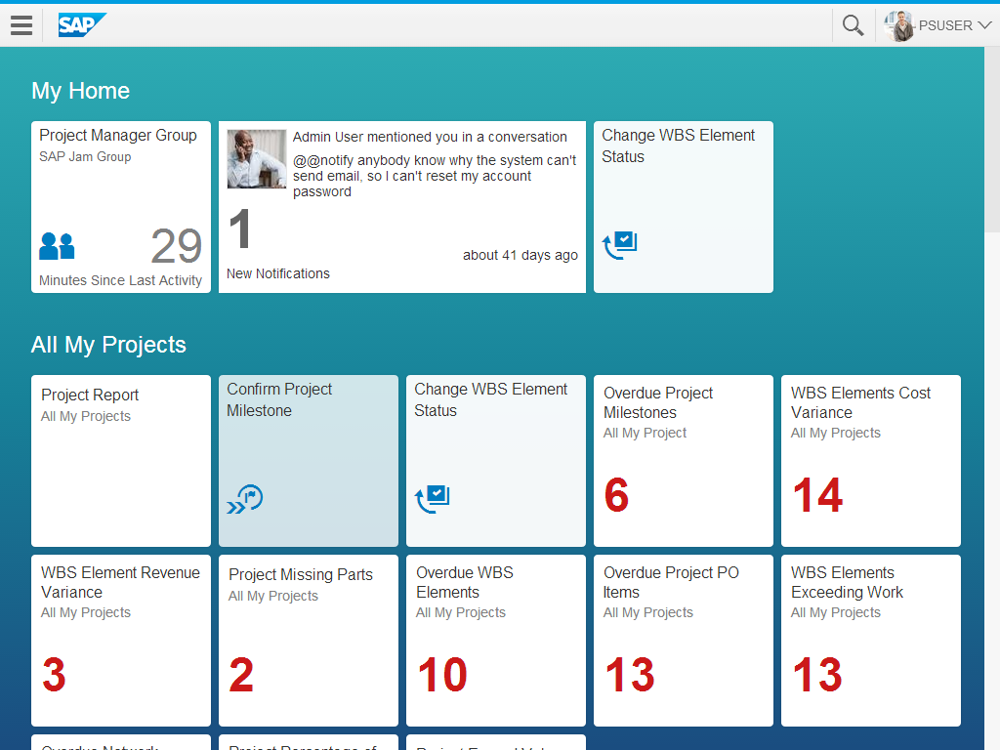 SAP
PSUSER
My Home
Project Manager Group
SAP Jam Group
29
Minutes Since Last Activity
Admin User mentioned you in a conversation
@@notify anybody know why the system can't
send email, so I can't reset my account
password
1
about 41 days ago
New Notifications
Change WBS Element
Status
All My Projects
Project Report
All My Projects
Confirm Project
Milestone
Change WBS Element
Status
Overdue Project
Milestones
All My Project
6
WBS Elements Cost
Variance
All My Projects
14
WBS Element Revenue
Variance
All My Projects
3
Project Missing Parts
All My Projects
2
Overdue WBS
Elements
All My Projects
10
Overdue Project PO
Items
All My Projects
13
WBS Elements
Exceeding Work
All My Projects
13
Overdue Network
Project Percentage of
Project Earned Value